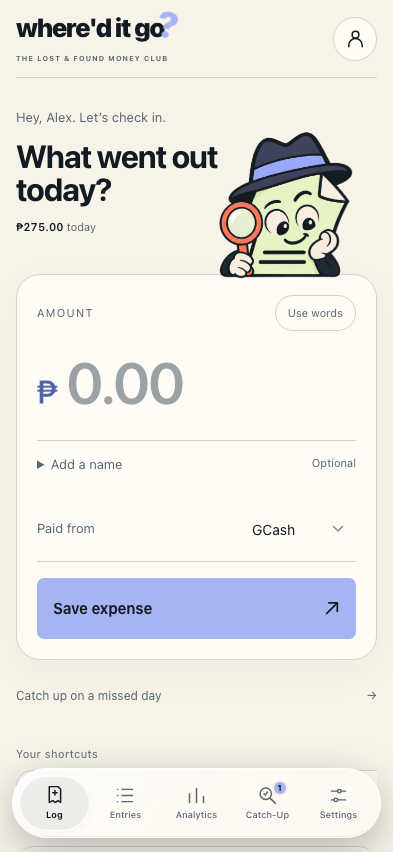 where'd it go?
THE LOST & FOUND MONEY CLUB
Hey, Alex. Let's check in.
What went out
today?
₱275.00 today
AMOUNT
Use words
₱ 0.00
Add a name
Optional
Paid from
GCash
Save expense
Catch up on a missed day
Your shortcuts
1
Log
Entries
Analytics
Catch-Up
Settings